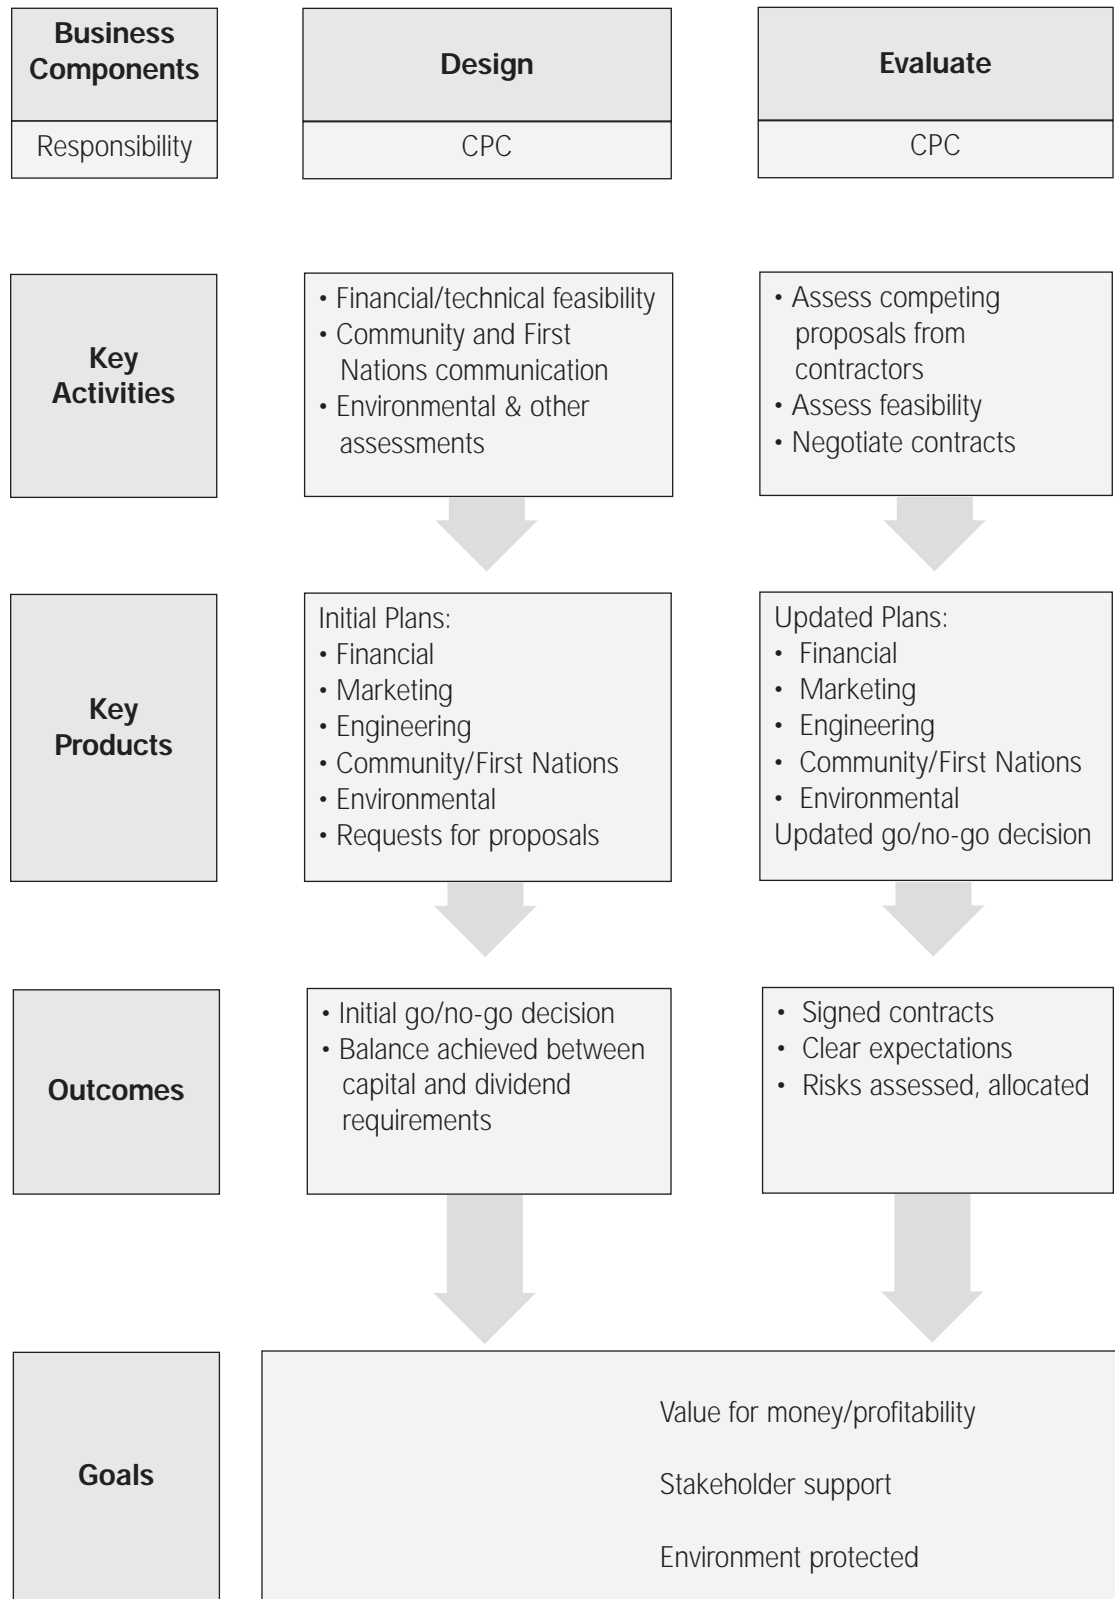 Business
Components
Responsibility
Design
CPC
Evaluate
CPC
Key
Activities
• Financial/technical feasibility
• Community and First
Nations communication
• Environmental & other
assessments
• Assess competing
proposals from
contractors
• Assess feasibility
• Negotiate contracts
Key
Products
Initial Plans:
• Financial
• Marketing
• Engineering
• Community/First Nations
• Environmental
• Requests for proposals
Updated Plans:
• Financial
• Marketing
• Engineering
• Community/First Nations
• Environmental
Updated go/no-go decision
Outcomes
• Initial go/no-go decision
• Balance achieved between
capital and dividend
requirements
• Signed contracts
• Clear expectations
• Risks assessed, allocated
Goals
Value for money/profitability
Stakeholder support
Environment protected